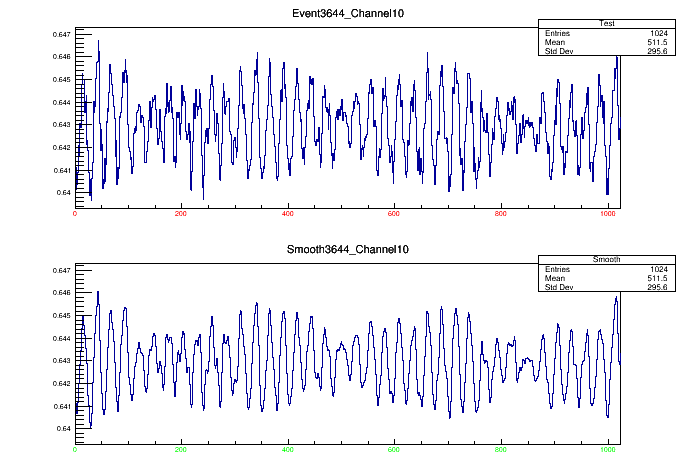 Event3644_Channel10
Test
Entries 1024
Mean 511.5
Std Dev 295.6
0.647
0.646
0.645
0.644
0.643
0.642
0.641
0.64
0 200 400 600 800 1000
Smooth3644_Channel10
Smooth
Entries 1024
Mean 511.5
Std Dev 295.6
0.647
0.646
0.645
0.644
0.643
0.642
0.641
0.64
0 200 400 600 800 1000